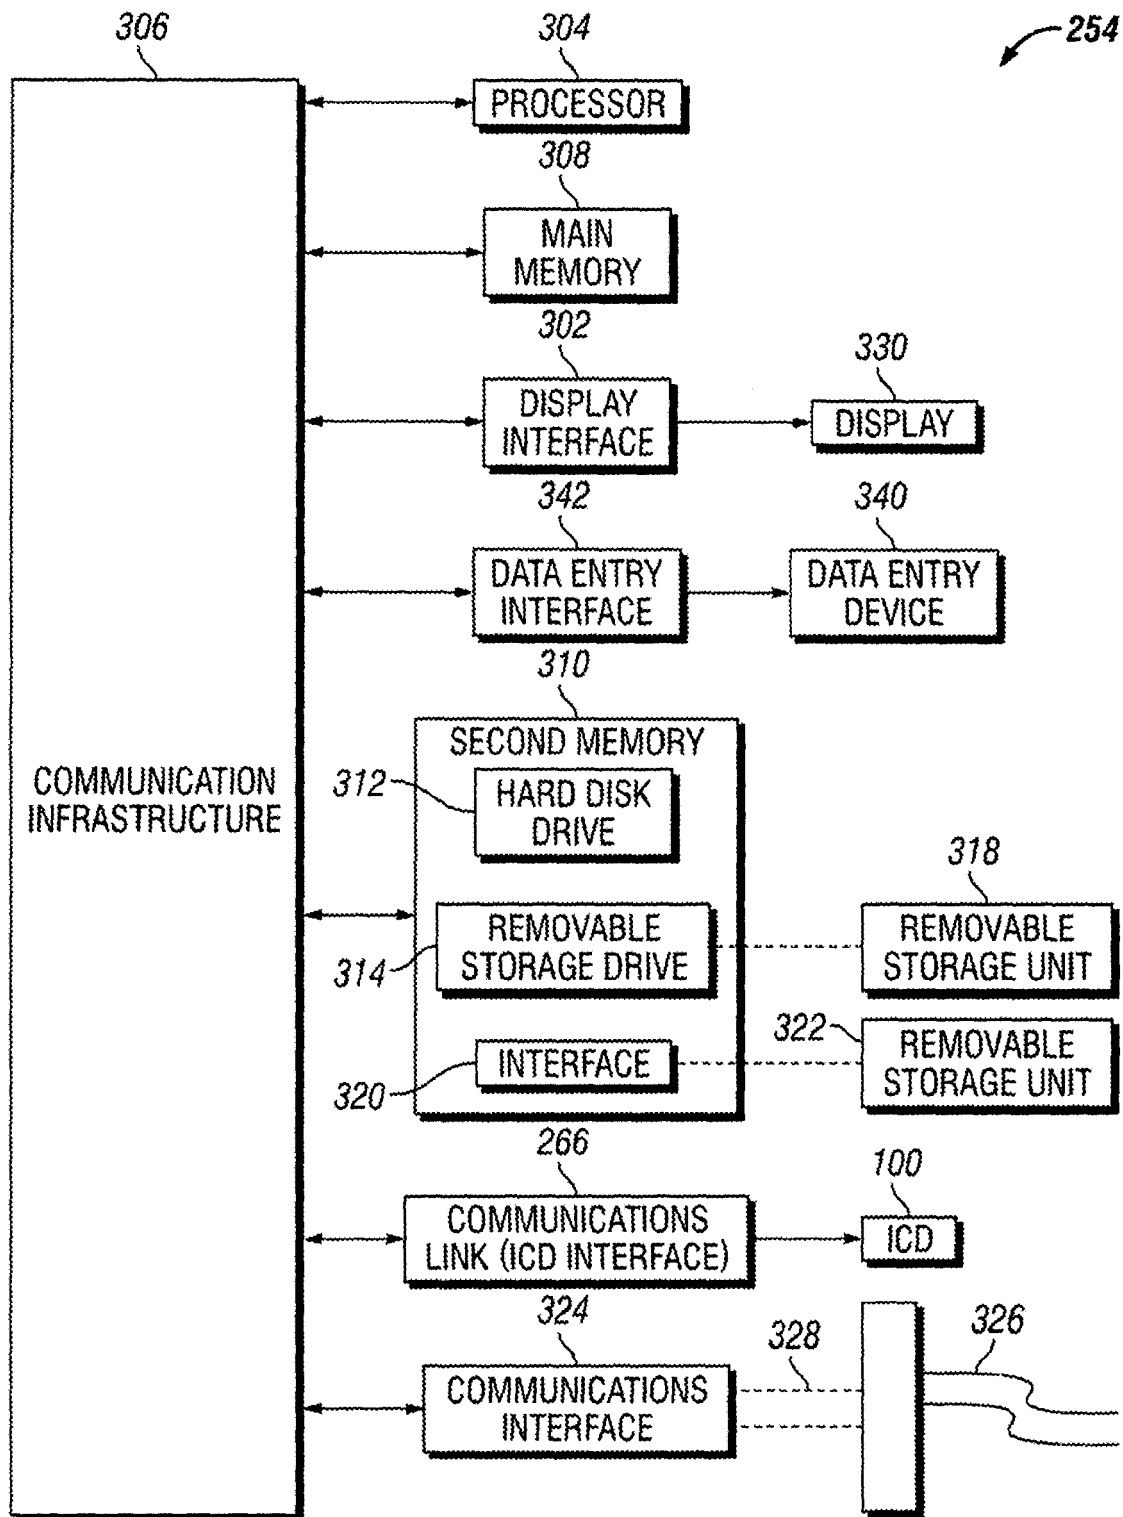 306
304
254
PROCESSOR
308
MAIN
MEMORY
302
330
DISPLAY
INTERFACE
DISPLAY
342
340
DATA ENTRY
INTERFACE
DATA ENTRY
DEVICE
310
SECOND MEMORY
COMMUNICATION
INFRASTRUCTURE
312
HARD DISK
DRIVE
318
314
REMOVABLE
STORAGE DRIVE
REMOVABLE
STORAGE UNIT
322
320
INTERFACE
REMOVABLE
STORAGE UNIT
266
100
COMMUNICATIONS
LINK (ICD INTERFACE)
ICD
324
328
326
COMMUNICATIONS
INTERFACE